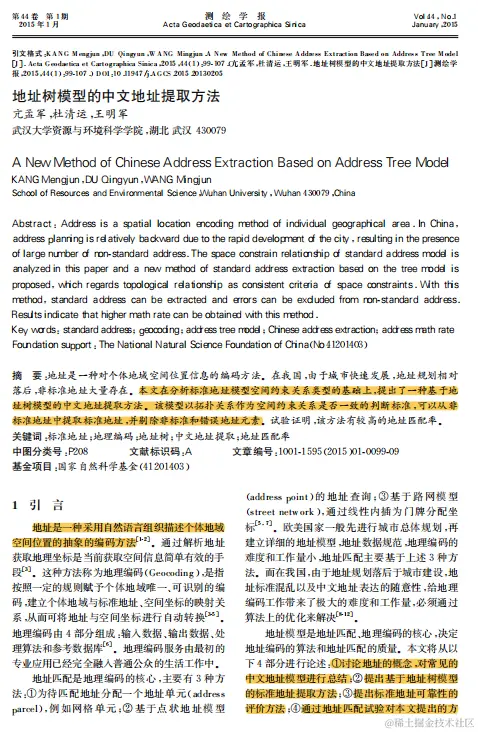 第44卷 第1期
2015年1月
测 绘 学 报
Acta Geodaetica et Cartographica Sinica
Vol.44, No.1
January, 2015
引文格式:KANG Mengjun, DU Qingyun, WANG Mingjun. A New Method of Chinese Address Extraction Based on Address Tree Model
[J]. Acta Geodaetica et Cartographica Sinica, 2015, 44(1): 99-107. (亢孟军,杜清运,王明军. 地址树模型的中文地址提取方法[J]. 测绘学
报, 2015, 44(1): 99-107.) DOI: 10.11947/j.AGCS.2015.20130205
地址树模型的中文地址提取方法
亢孟军,杜清运,王明军
武汉大学资源与环境科学学院,湖北 武汉 430079
A New Method of Chinese Address Extraction Based on Address Tree Model
KANG Mengjun, DU Qingyun, WANG Mingjun
School of Resources and Environmental Science, Wuhan University, Wuhan 430079, China
Abstract: Address is a spatial location encoding method of individual geographical area. In China,
address planning is relatively backward due to the rapid development of the city, resulting in the presence
of large number of non-standard address. The space constrain relationship of standard address model is
analyzed in this paper and a new method of standard address extraction based on the tree model is
proposed, which regards topological relationship as consistent criteria of space constraints. With this
method, standard address can be extracted and errors can be excluded from non-standard address.
Results indicate that higher math rate can be obtained with this method.
Key words: standard address; geocoding; address tree model; Chinese address extraction; address math rate
Foundation support: The National Natural Science Foundation of China(No.41201403)
摘 要:地址是一种对个体地域空间位置信息的编码方法。在我国,由于城市快速发展,地址规划相对
落后,非标准地址大量存在。本文在分析标准地址模型空间约束关系类型的基础上,提出了一种基于地
址树模型的中文地址提取方法。该模型以拓扑关系作为空间约束关系是否一致的判断标准,可以从非
标准地址中提取标准地址,并剔除非标准和错误地址元素。试验证明,该方法有较高的地址匹配率。
关键词:标准地址;地理编码;地址树;中文地址提取;地址匹配率
中图分类号:P208 文献标识码:A 文章编号:1001-1595(2015)01-0099-09
基金项目:国家自然科学基金(41201403)
1 引 言
地址是一种采用自然语言组织描述个体地域
空间位置的抽象的编码方法[1-2]。通过解析地址
获取地理坐标是当前获取空间信息简单有效的手
段[3]。这种方法称为地理编码(Geocoding),是指
按照一定的规则赋予个体地域唯一、可识别的编
码,建立个体地域与标准地址、空间坐标的映射关
系,从而可将地址与空间坐标进行自动转换[3-5]。
地理编码由4部分组成:输入数据、输出数据、处
理算法和参考数据库[6]。地理编码服务由最初的
专业应用已经完全融入普通公众的生活工作中。
地址匹配是地理编码的核心,主要有3种方
法:①为待匹配地址分配一个地址单元(address
parcel),例如网格单元;②基于点状地址模型
(address point)的地址查询;③基于路网模型
(street network),通过线性内插为门牌分配坐
标[3,7]。欧美国家一般先进行城市总体规划,再
建立详细的地址模型、地址数据规范,地理编码的
难度和工作量小,地址匹配主要基于上述3种方
法。而在我国,由于地址规划落后于城市建设,地
址标准混乱以及中文地址表达的随意性,给地理
编码工作带来了极大的难度和工作量,必须通过
算法上的优化来解决[8-12]。
地址模型是地址匹配、地理编码的核心,决定
地址编码的算法和地址匹配的质量。本文将从以
下4部分进行论述:①讨论地址的概念,对常见的
中文地址模型进行总结;②提出基于地址树模型
的标准地址提取方法;③提出标准地址可靠性的
评价方法;④通过地址匹配试验对本文提出的方
@稀土掘金技术社区